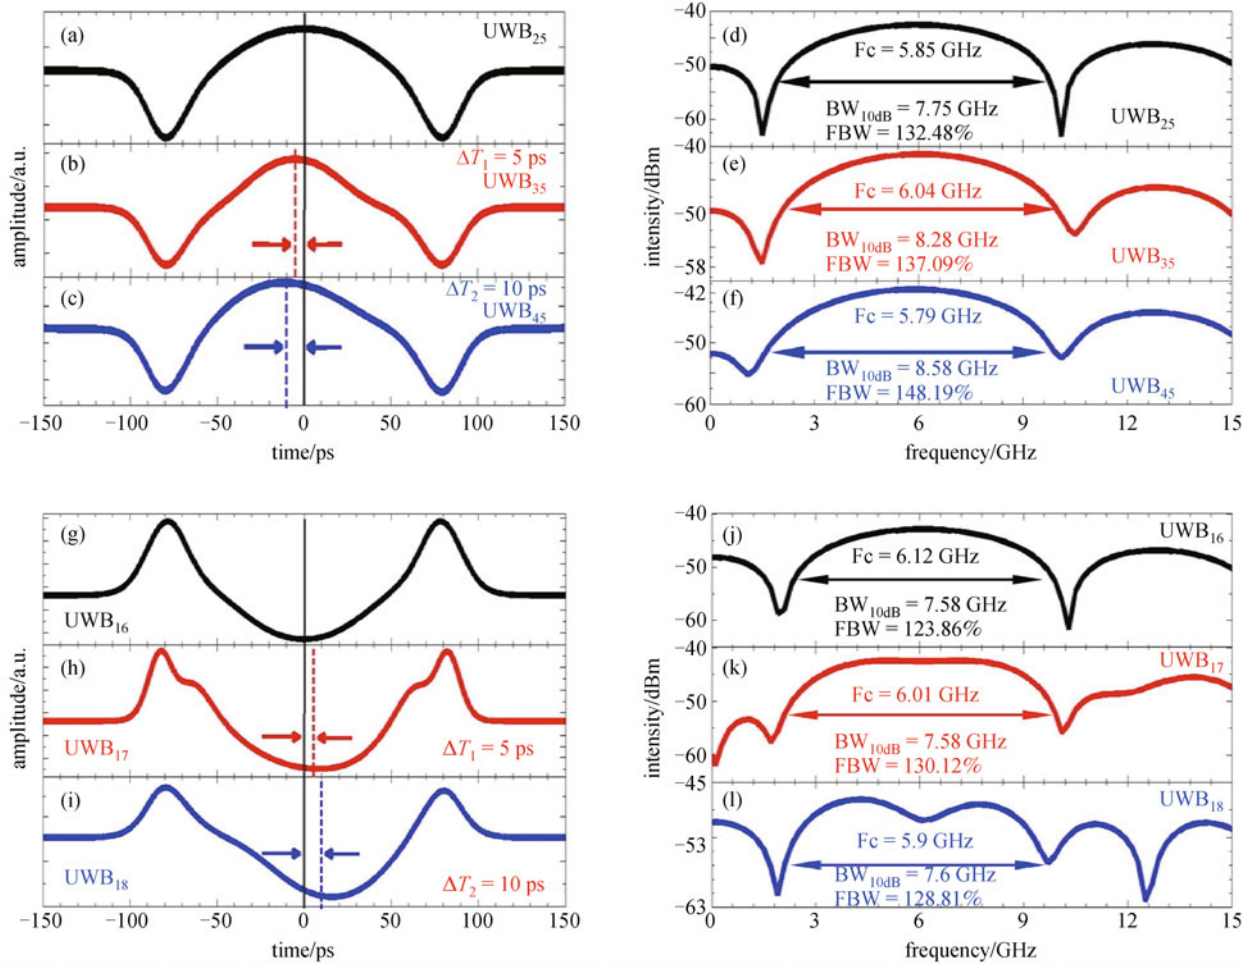 (a)
UWB25
(b)
ΔT1 = 5 ps
UWB35
(c)
ΔT2 = 10 ps
UWB45
amplitude/a.u.
−150 −100 −50 0 50 100 150
time/ps
−40
−50
−60
(d)
Fc = 5.85 GHz
BW10dB = 7.75 GHz
FBW = 132.48%
UWB25
−40
−50
−58
(e)
Fc = 6.04 GHz
BW10dB = 8.28 GHz
FBW = 137.09%
UWB35
−42
−50
−60
(f)
Fc = 5.79 GHz
BW10dB = 8.58 GHz
FBW = 148.19%
UWB45
intensity/dBm
0 3 6 9 12 15
frequency/GHz
(g)
UWB16
(h)
UWB17
ΔT1 = 5 ps
(i)
UWB18
ΔT2 = 10 ps
amplitude/a.u.
−150 −100 −50 0 50 100 150
time/ps
−40
−50
−60
(j)
UWB16
Fc = 6.12 GHz
BW10dB = 7.58 GHz
FBW = 123.86%
−40
−50
−60
(k)
UWB17
Fc = 6.01 GHz
BW10dB = 7.58 GHz
FBW = 130.12%
−45
−53
−63
(l)
UWB18
Fc = 5.9 GHz
BW10dB = 7.6 GHz
FBW = 128.81%
intensity/dBm
0 3 6 9 12 15
frequency/GHz